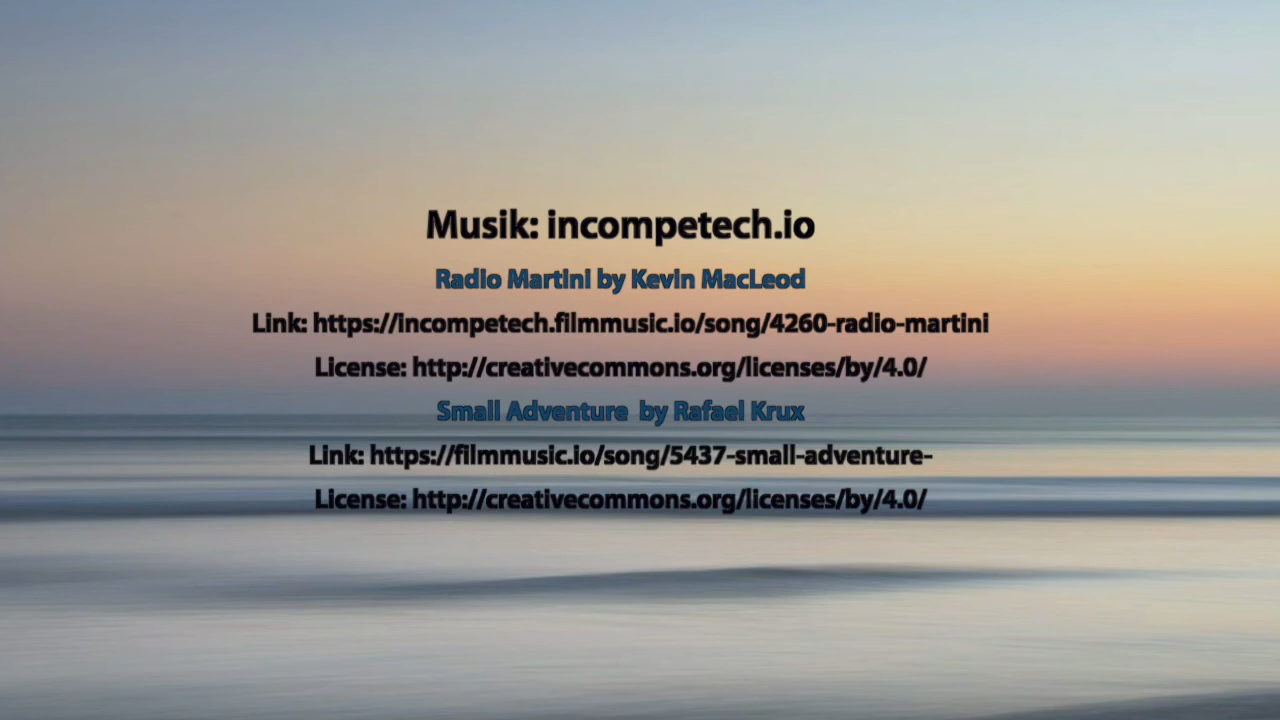 Musik: incompetech.io
Radio Martini by Kevin MacLeod
Link: https://incompetech.filmmusic.io/song/4260-radio-martini
License: http://creativecommons.org/licenses/by/4.0/
Small Adventure  by Rafael Krux
Link: https://filmmusic.io/song/5437-small-adventure-
License: http://creativecommons.org/licenses/by/4.0/